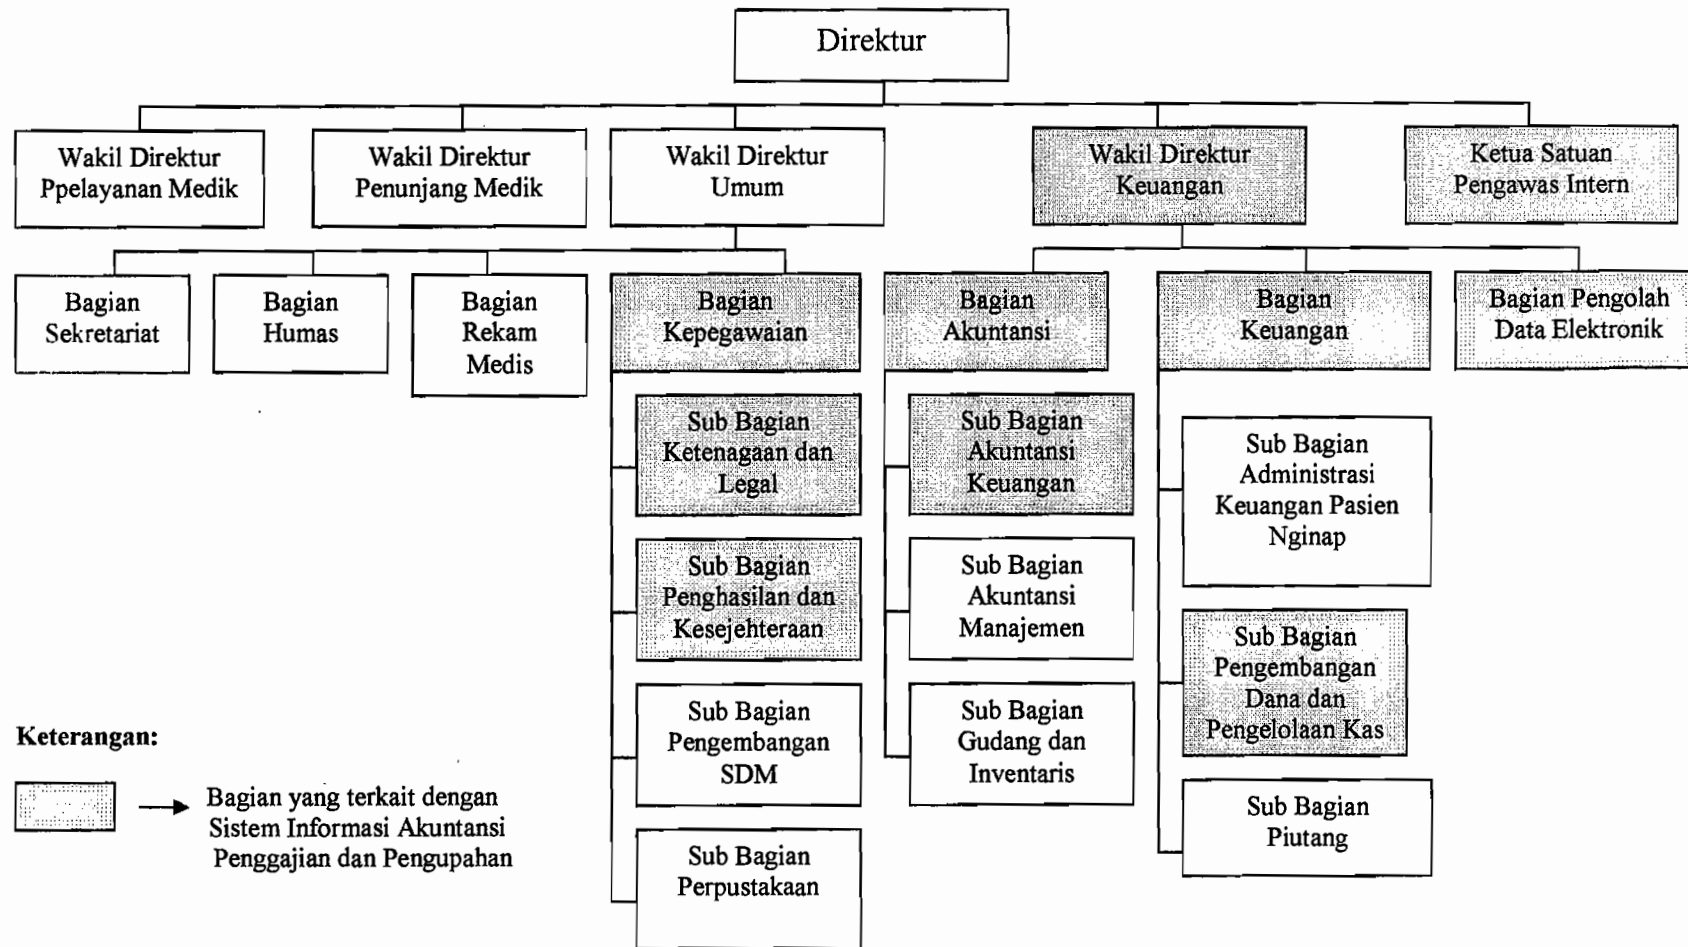 Direktur
Wakil Direktur
Ppelayanan Medik
Wakil Direktur
Penunjang Medik
Wakil Direktur
Umum
Wakil Direktur
Keuangan
Ketua Satuan
Pengawas Intern
Bagian
Sekretariat
Bagian
Humas
Bagian
Rekam
Medis
Bagian
Kepegawaian
Bagian
Akuntansi
Bagian
Keuangan
Bagian Pengolah
Data Elektronik
Sub Bagian
Ketenagaan dan
Legal
Sub Bagian
Penghasilan dan
Kesejehteraan
Sub Bagian
Pengembangan
SDM
Sub Bagian
Perpustakaan
Sub Bagian
Akuntansi
Keuangan
Sub Bagian
Akuntansi
Manajemen
Sub Bagian
Gudang dan
Inventaris
Sub Bagian
Administrasi
Keuangan Pasien
Nginap
Sub Bagian
Pengembangan
Dana dan
Pengelolaan Kas
Sub Bagian
Piutang
Keterangan:
Bagian yang terkait dengan
Sistem Informasi Akuntansi
Penggajian dan Pengupahan